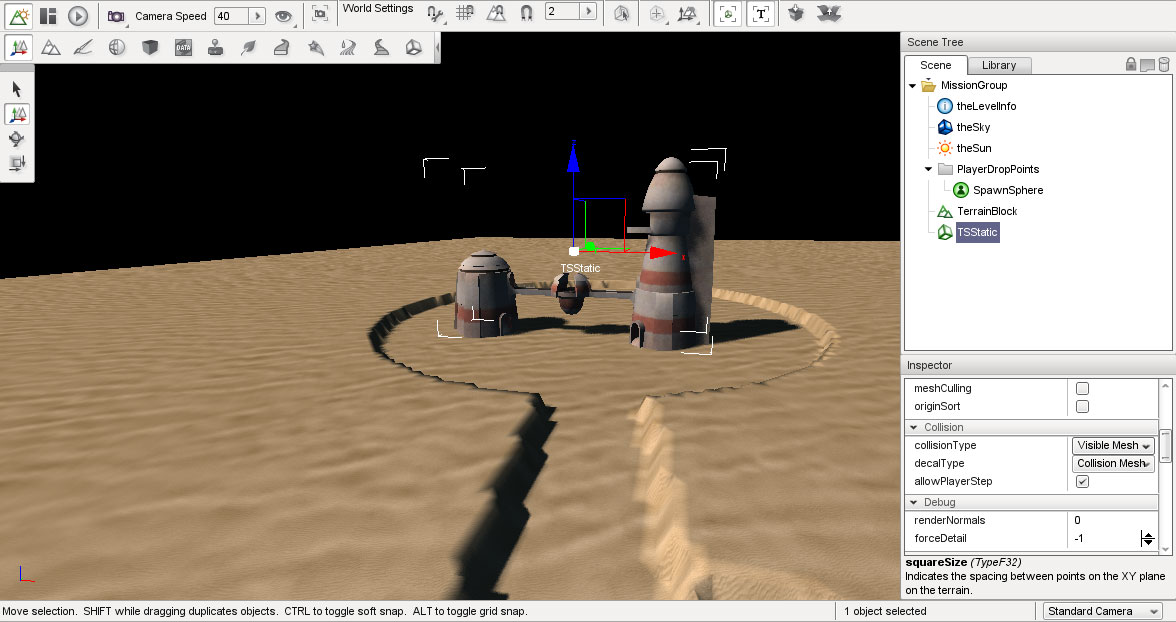 World Settings
Camera Speed 40
2
T
DATA
Scene Tree
Scene Library
MissionGroup
theLevelInfo
theSky
theSun
PlayerDropPoints
SpawnSphere
TerrainBlock
TSStatic
TSStatic
Inspector
meshCulling
originSort
Collision
collisionType Visible Mesh
decalType Collision Mesh
allowPlayerStep
Debug
renderNormals 0
forceDetail -1
squareSize (TypeF32)
Indicates the spacing between points on the XY plane
on the terrain.
Move selection. SHIFT while dragging duplicates objects. CTRL to toggle soft snap. ALT to toggle grid snap.
1 object selected
Standard Camera